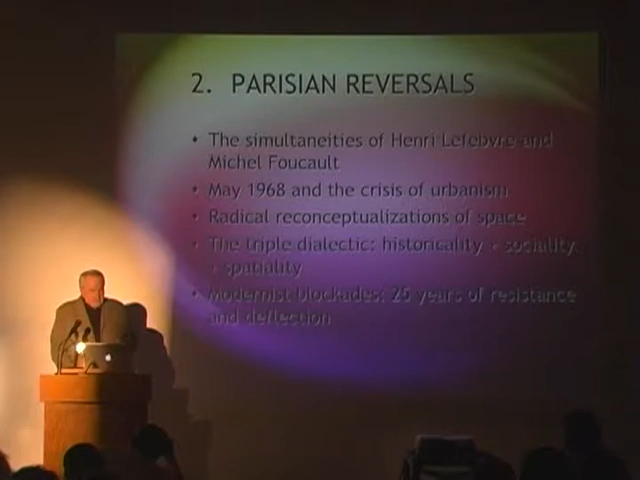 2. PARISIAN REVERSALS
• The simultaneities of Henri Lefebvre and
Michel Foucault
• May 1968 and the crisis of urbanism
• Radical reconceptualizations of space
• The triple dialectic: historicality - sociality
- spatiality
• Modernist blockades: 25 years of resistance
and deflection